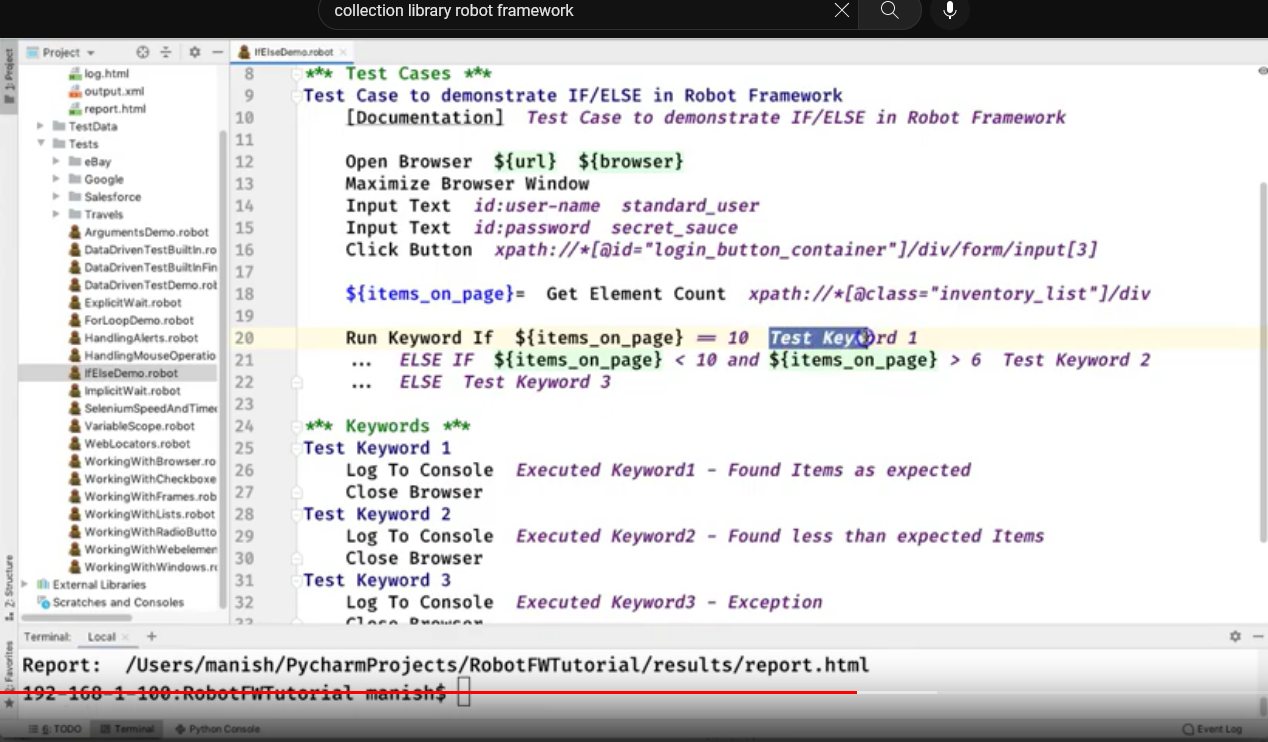 collection library robot framework
1: Project
Project
IfElseDemo.robot
log.html
output.xml
report.html
TestData
Tests
eBay
Google
Salesforce
Travels
ArgumentsDemo.robot
DataDrivenTestBuiltIn.ro
DataDrivenTestBuiltInFin
DataDrivenTestDemo.rob
ExplicitWait.robot
ForLoopDemo.robot
HandlingAlerts.robot
HandlingMouseOperatio
IfElseDemo.robot
ImplicitWait.robot
SeleniumSpeedAndTimeo
VariableScope.robot
WebLocators.robot
WorkingWithBrowser.ro
WorkingWithCheckboxe
WorkingWithFrames.rob
WorkingWithLists.robot
WorkingWithRadioButto
WorkingWithWebelemen
WorkingWithWindows.ro
External Libraries
Scratches and Consoles
8 *** Test Cases ***
9 Test Case to demonstrate IF/ELSE in Robot Framework
10 [Documentation] Test Case to demonstrate IF/ELSE in Robot Framework
11
12 Open Browser ${url} ${browser}
13 Maximize Browser Window
14 Input Text id:user-name standard_user
15 Input Text id:password secret_sauce
16 Click Button xpath://*[@id="login_button_container"]/div/form/input[3]
17
18 ${items_on_page}= Get Element Count xpath://*[@class="inventory_list"]/div
19
20 Run Keyword If ${items_on_page} == 10 Test Keyword 1
21 ... ELSE IF ${items_on_page} < 10 and ${items_on_page} > 6 Test Keyword 2
22 ... ELSE Test Keyword 3
23
24 *** Keywords ***
25 Test Keyword 1
26 Log To Console Executed Keyword1 - Found Items as expected
27 Close Browser
28 Test Keyword 2
29 Log To Console Executed Keyword2 - Found less than expected Items
30 Close Browser
31 Test Keyword 3
32 Log To Console Executed Keyword3 - Exception
33 Close Browser
Z: Structure
2: Favorites
Terminal: Local +
Report: /Users/manish/PycharmProjects/RobotFWTutorial/results/report.html
192-168-1-100:RobotFWTutorial manish$
6: TODO Terminal Python Console Event Log